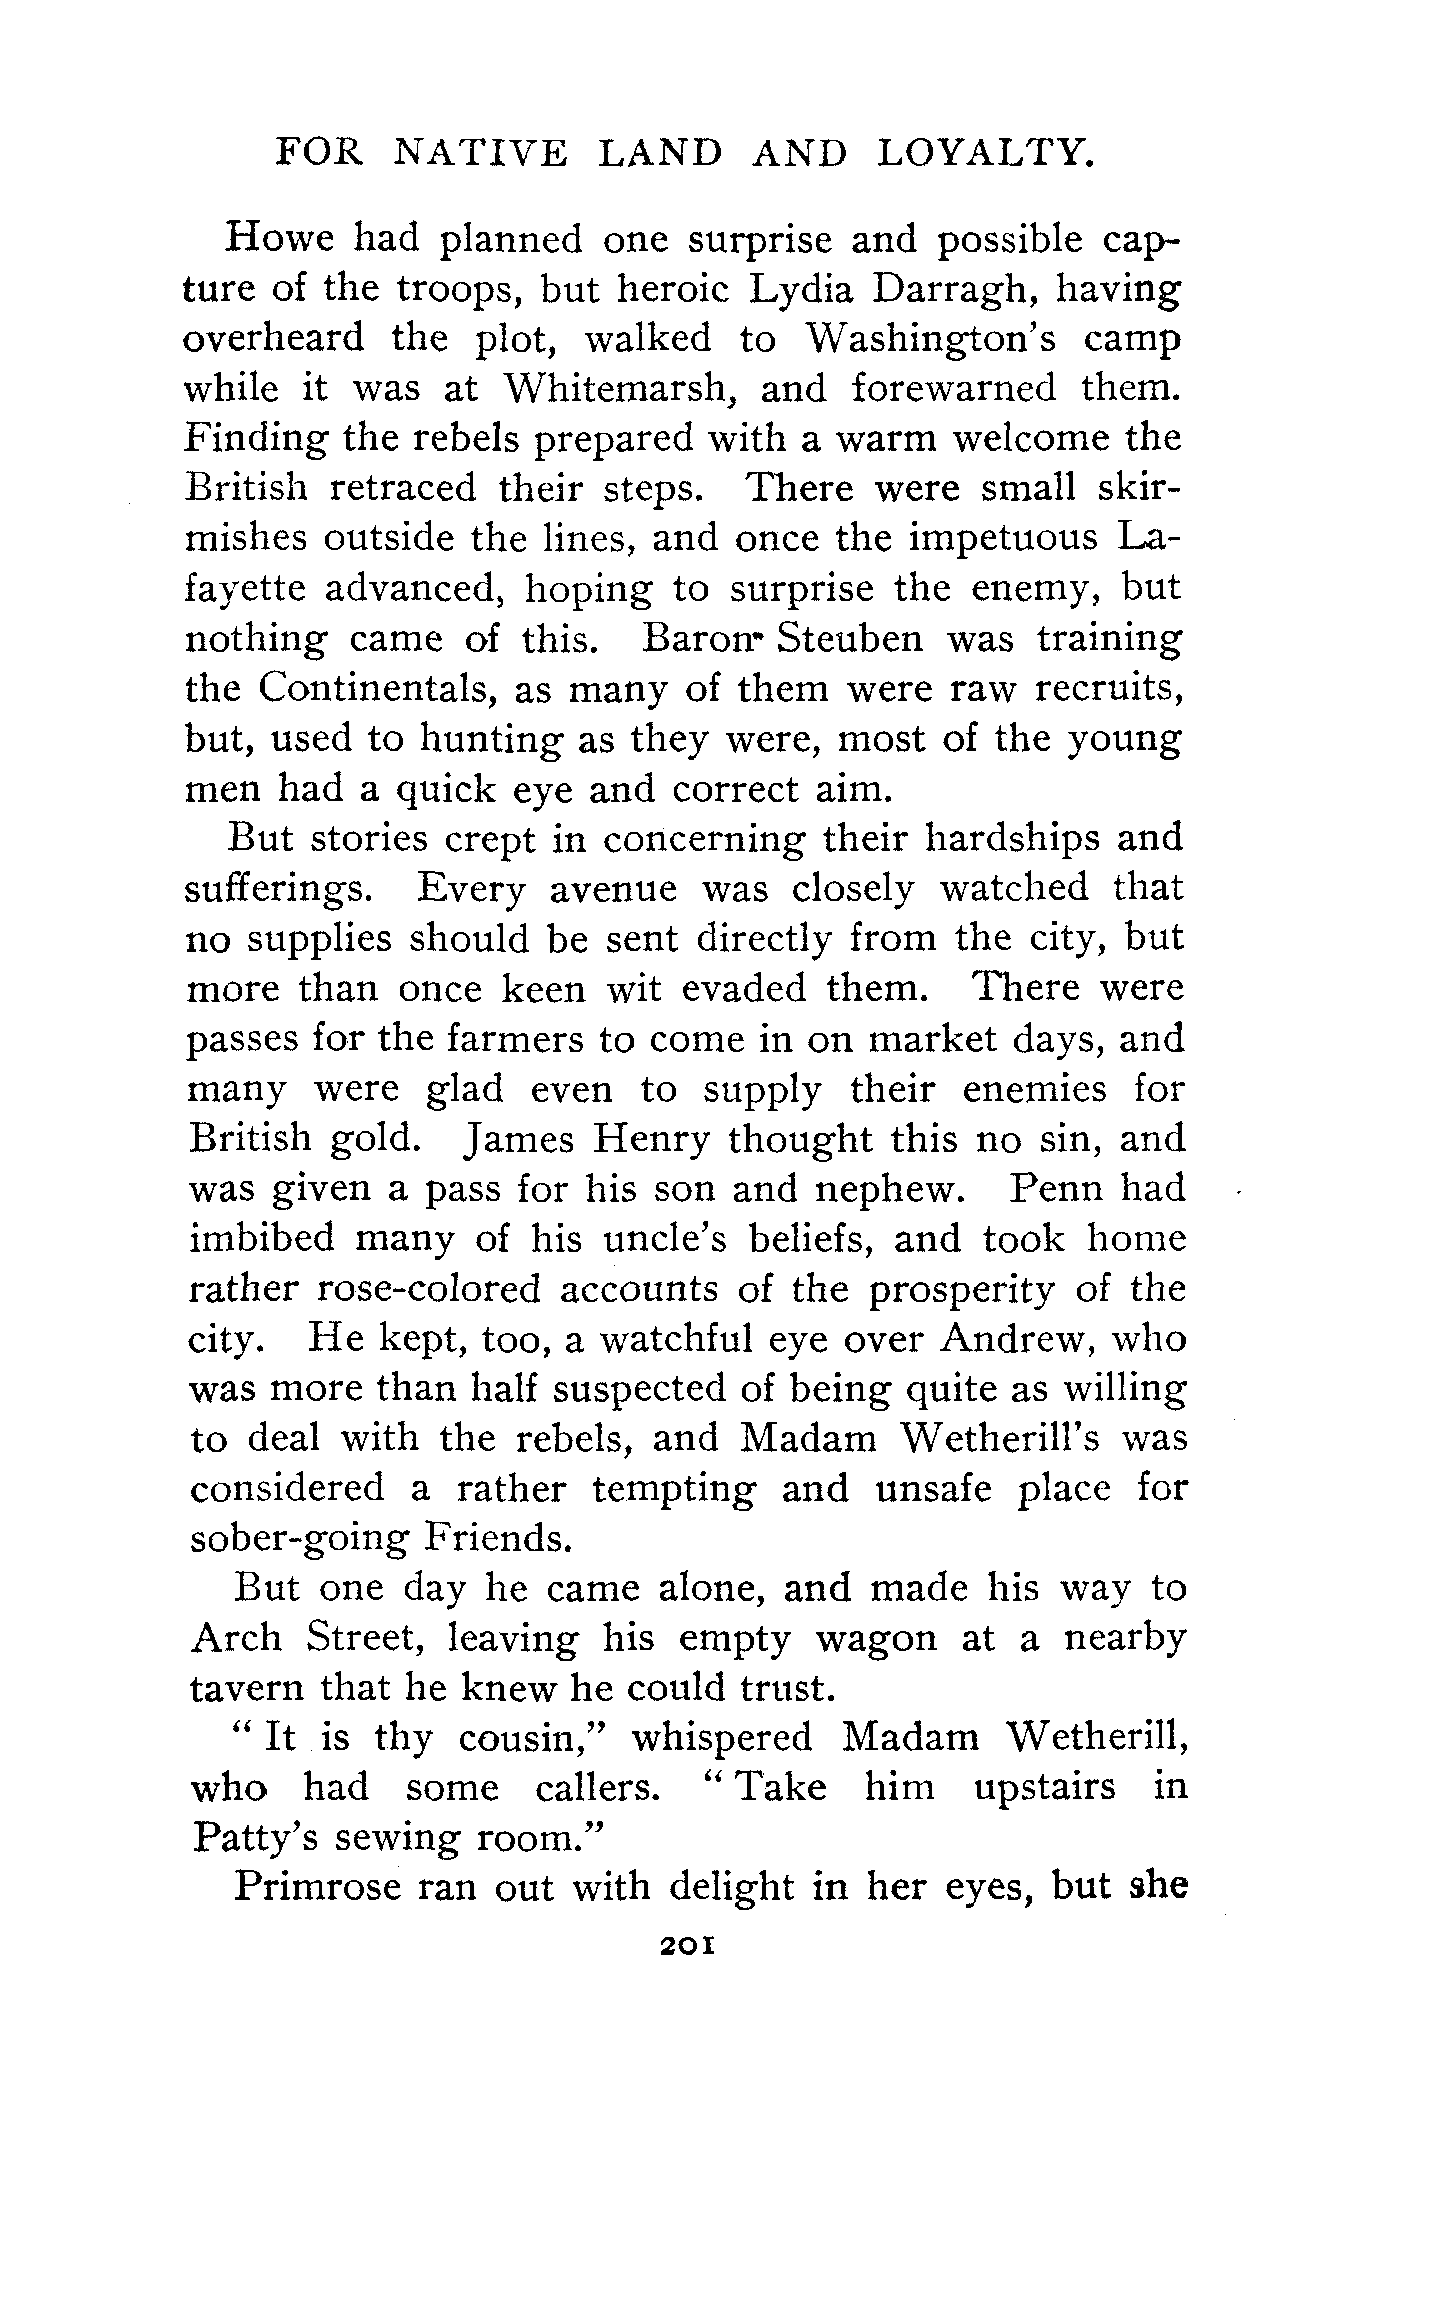 FOR NATIVE LAND AND LOYALTY.
Howe had planned one surprise and possible cap-
ture of the troops, but heroic Lydia Darragh, having
overheard the plot, walked to Washington's camp
while it was at Whitemarsh, and forewarned them.
Finding the rebels prepared with a warm welcome the
British retraced their steps. There were small skir-
mishes outside the lines, and once the impetuous La-
fayette advanced, hoping to surprise the enemy, but
nothing came of this. Baron Steuben was training
the Continentals, as many of them were raw recruits,
but, used to hunting as they were, most of the young
men had a quick eye and correct aim.
But stories crept in concerning their hardships and
sufferings. Every avenue was closely watched that
no supplies should be sent directly from the city, but
more than once keen wit evaded them. There were
passes for the farmers to come in on market days, and
many were glad even to supply their enemies for
British gold. James Henry thought this no sin, and
was given a pass for his son and nephew. Penn had
imbibed many of his uncle's beliefs, and took home
rather rose-colored accounts of the prosperity of the
city. He kept, too, a watchful eye over Andrew, who
was more than half suspected of being quite as willing
to deal with the rebels, and Madam Wetherill's was
considered a rather tempting and unsafe place for
sober-going Friends.
But one day he came alone, and made his way to
Arch Street, leaving his empty wagon at a nearby
tavern that he knew he could trust.
"It is thy cousin," whispered Madam Wetherill,
who had some callers. "Take him upstairs in
Patty's sewing room."
Primrose ran out with delight in her eyes, but she
201